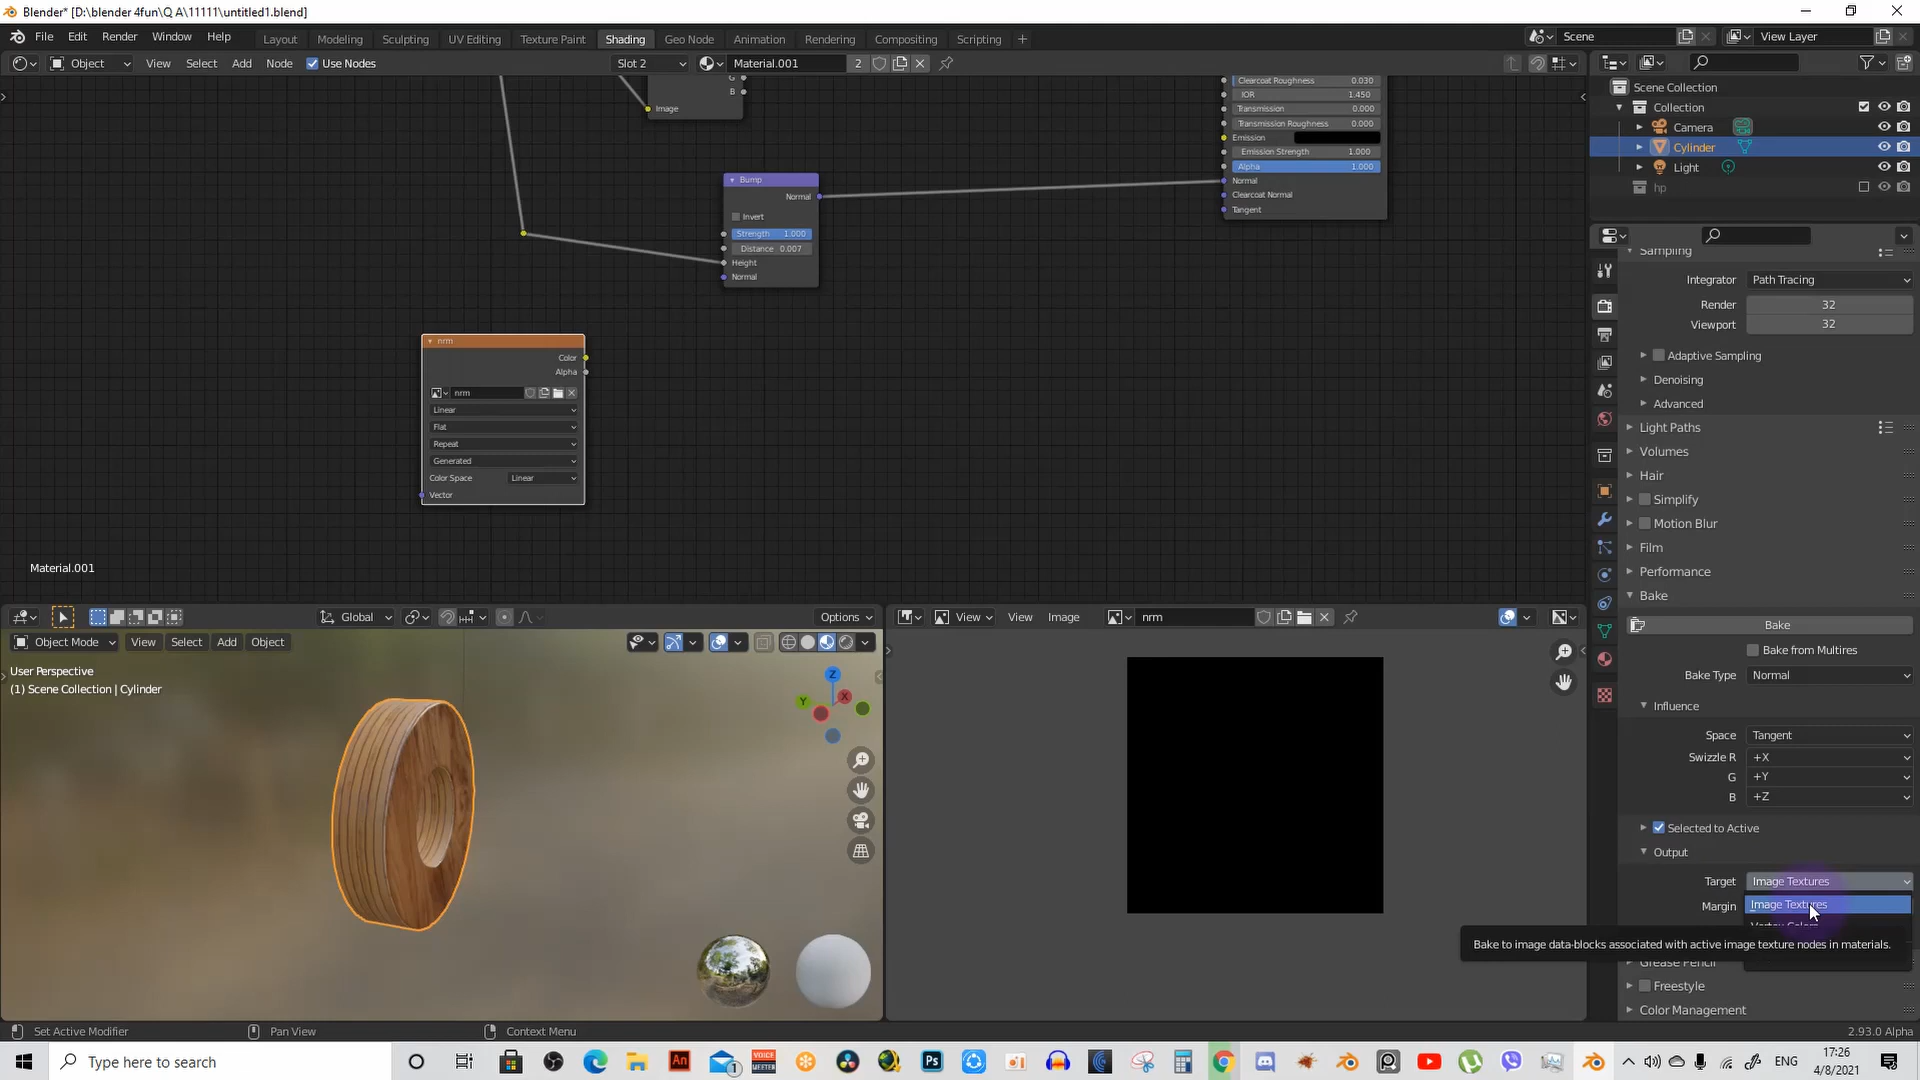 Blender* [D:\blender 4fun\Q A\11111\untitled1.blend]
File Edit Render Window Help
Layout Modeling Sculpting UV Editing Texture Paint Shading Geo Node Animation Rendering Compositing Scripting +
Scene
View Layer
Object View Select Add Node Use Nodes Slot 2 Material.001 2
G
B
Image
Clearcoat Roughness 0.030
IOR 1.450
Transmission 0.000
Transmission Roughness 0.000
Emission
Emission Strength 1.000
Alpha 1.000
Normal
Clearcoat Normal
Tangent
Bump
Normal
Invert
Strength 1.000
Distance 0.007
Height
Normal
nrm
Color
Alpha
nrm
Linear
Flat
Repeat
Generated
Color Space Linear
Vector
Material.001
Scene Collection
Collection
Camera
Cylinder
Light
hp
Sampling
Integrator Path Tracing
Render 32
Viewport 32
Adaptive Sampling
Denoising
Advanced
Light Paths
Volumes
Hair
Simplify
Motion Blur
Film
Performance
Bake
Bake
Bake from Multires
Bake Type Normal
Influence
Space Tangent
Swizzle R +X
G +Y
B +Z
Selected to Active
Output
Target Image Textures
Margin Image Textures
Bake to image data-blocks associated with active image texture nodes in materials.
Grease Pencil
Freestyle
Color Management
Global
Options
Object Mode View Select Add Object
User Perspective
(1) Scene Collection | Cylinder
Z
Y
X
View View Image nrm
Set Active Modifier Pan View Context Menu 2.93.0 Alpha
Type here to search
An
1
VOICE MEETER
Ps
ai
ENG
17:26
4/8/2021